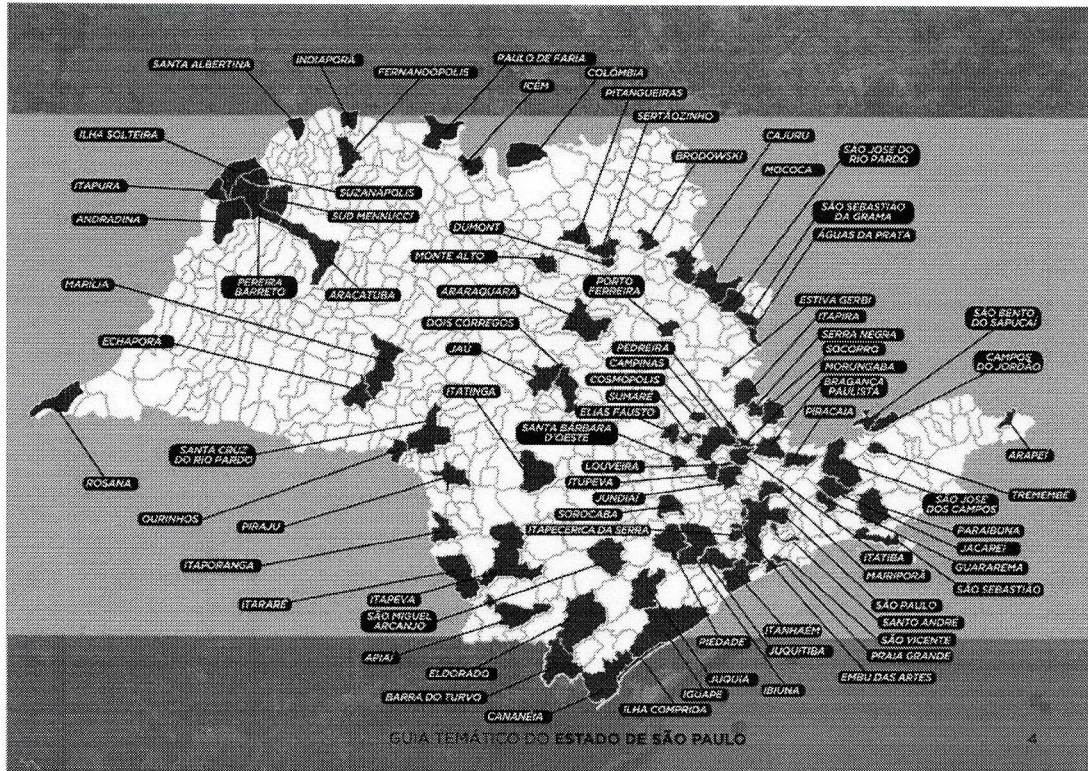 PAULO DE FARIA
INDIAPORÃ
SANTA ALBERTINA
FERNANDÓPOLIS
COLÔMBIA
ICÉM
PITANGUEIRAS
SERTÃOZINHO
ILHA SOLTEIRA
CAJURU
SÃO JOSÉ DO
RIO PARDO
BRODOWSKI
MOCOCA
ITAPURA
SUZANÁPOLIS
SUD MENNUCCI
SÃO SEBASTIÃO
DA GRAMA
ANDRADINA
DUMONT
ÁGUAS DA PRATA
MONTE ALTO
MARÍLIA
PEREIRA
BARRETO
ARAÇATUBA
ARARAQUARA
PORTO
FERREIRA
ESTIVA GERBI
ITAPIRA
SÃO BENTO
DO SAPUCAÍ
DOIS CÓRREGOS
SERRA NEGRA
ECHAPORÃ
JAÚ
PEDREIRA
SOCOPRO
CAMPINAS
MORUNGABA
CAMPOS
DO JORDÃO
ITATINGA
COSMÓPOLIS
BRAGANÇA
PAULISTA
SUMARÉ
ELIAS FAUSTO
PIRACAIA
SANTA BÁRBARA
D'OESTE
SANTA CRUZ
DO RIO PARDO
ARAPEÍ
LOUVEIRA
ROSANA
ITUPEVA
TREMEMBÉ
JUNDIAÍ
SÃO JOSÉ
DOS CAMPOS
SOROCABA
OURINHOS
PIRAJU
ITAPECERICA DA SERRA
PARAIBUNA
JACAREÍ
ITATIBA
GUARAREMA
ITAPORANGA
MAIRIPORÃ
SÃO SEBASTIÃO
ITARARÉ
ITAPEVA
SÃO PAULO
SÃO MIGUEL
ARCANJO
SANTO ANDRÉ
ITANHAÉM
PIEDADE
SÃO VICENTE
JUQUITIBA
APIAÍ
PRAIA GRANDE
ELDORADO
EMBU DAS ARTES
JUQUIÁ
IBIÚNA
BARRA DO TURVO
IGUAPE
CANANÉIA
ILHA COMPRIDA
GUIA TEMÁTICO DO ESTADO DE SÃO PAULO
4